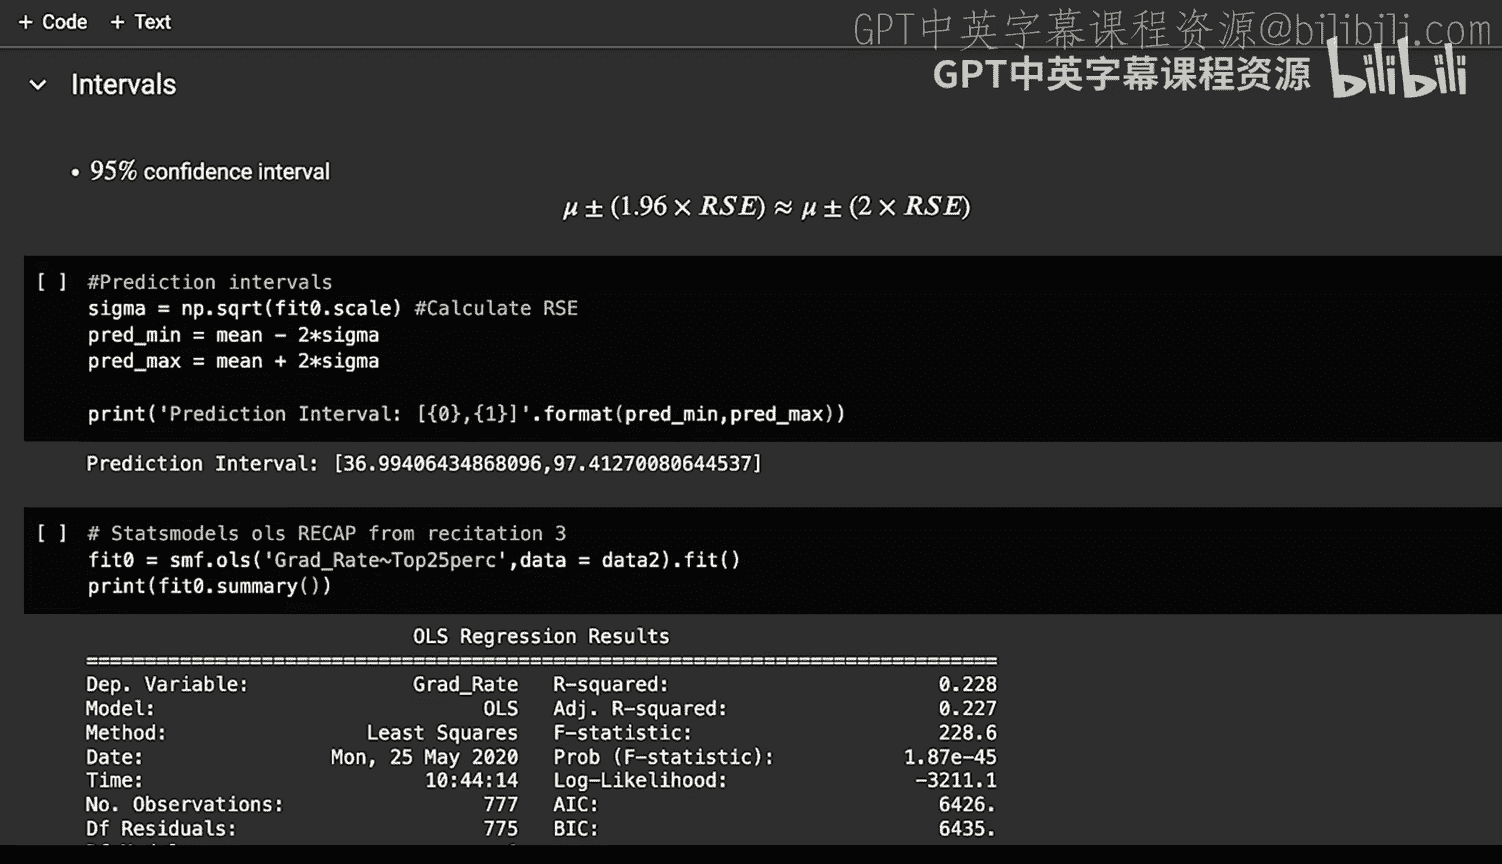 + Code + Text
GPT中英字幕课程资源@bilibili.com
GPT中英字幕课程资源 bilibili
Intervals
• 95% confidence interval
μ ± (1.96 × RSE) ≈ μ ± (2 × RSE)
[ ] #Prediction intervals
sigma = np.sqrt(fit0.scale) #Calculate RSE
pred_min = mean - 2*sigma
pred_max = mean + 2*sigma
print('Prediction Interval: [{0},{1}]'.format(pred_min,pred_max))
Prediction Interval: [36.99406434868096,97.41270080644537]
[ ] # Statsmodels ols RECAP from recitation 3
fit0 = smf.ols('Grad_Rate~Top25perc',data = data2).fit()
print(fit0.summary())
OLS Regression Results
==============================================================================
Dep. Variable: Grad_Rate R-squared: 0.228
Model: OLS Adj. R-squared: 0.227
Method: Least Squares F-statistic: 228.6
Date: Mon, 25 May 2020 Prob (F-statistic): 1.87e-45
Time: 10:44:14 Log-Likelihood: -3211.1
No. Observations: 777 AIC: 6426.
Df Residuals: 775 BIC: 6435.